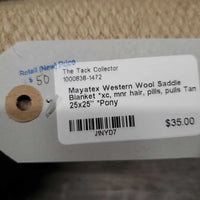 Retail (New) Price
$ 50
The Tack Collector
1000838-1472
Mayatex Western Wool Saddle
Blanket *xc, mnr hair, pills, pulls Tan
25x25" *Pony
$35.00
JINY07